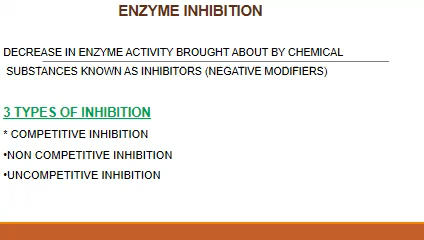 ENZYME INHIBITION
DECREASE IN ENZYME ACTIVITY BROUGHT ABOUT BY CHEMICAL
SUBSTANCES KNOWN AS INHIBITORS (NEGATIVE MODIFIERS)
3 TYPES OF INHIBITION
* COMPETITIVE INHIBITION
•NON COMPETITIVE INHIBITION
•UNCOMPETITIVE INHIBITION